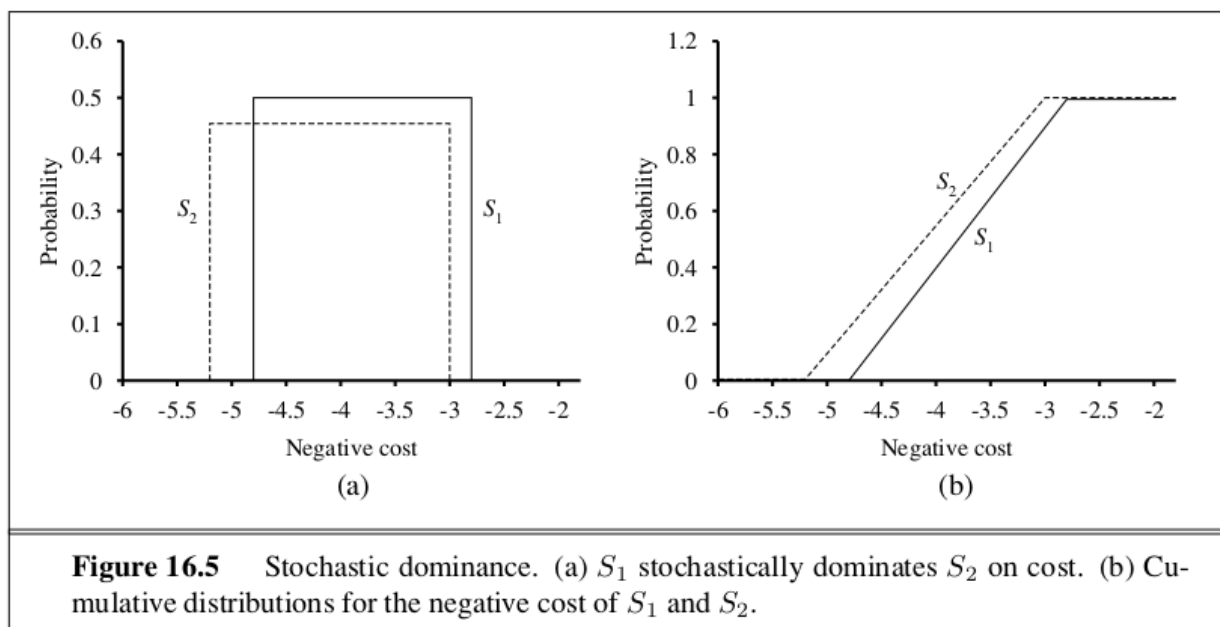 0.6
0.5
0.4
0.3
0.2
0.1
0
Probability
S2
S1
-6 -5.5 -5 -4.5 -4 -3.5 -3 -2.5 -2
Negative cost
(a)
1.2
1
0.8
0.6
0.4
0.2
0
Probability
S2
S1
-6 -5.5 -5 -4.5 -4 -3.5 -3 -2.5 -2
Negative cost
(b)
Figure 16.5 Stochastic dominance. (a) S1 stochastically dominates S2 on cost. (b) Cu-
mulative distributions for the negative cost of S1 and S2.